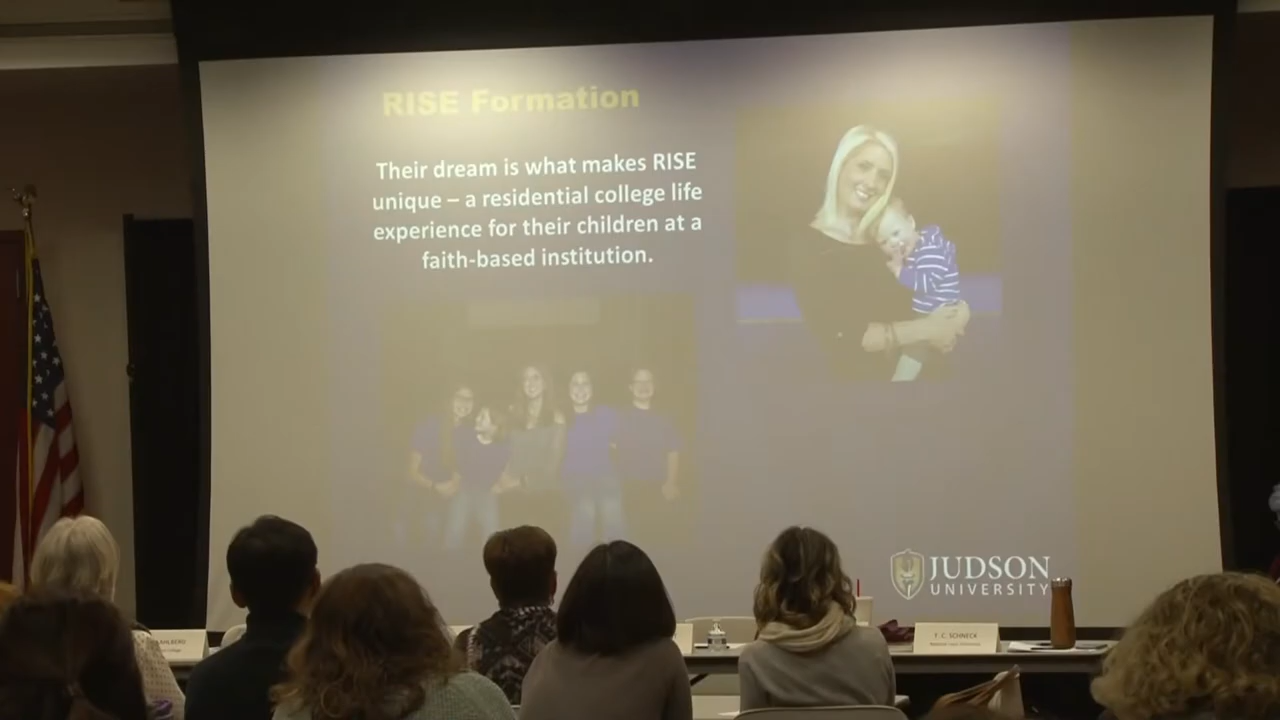 RISE Formation
Their dream is what makes RISE
unique – a residential college life
experience for their children at a
faith-based institution.
JUDSON
UNIVERSITY
T. C. SCHNECK